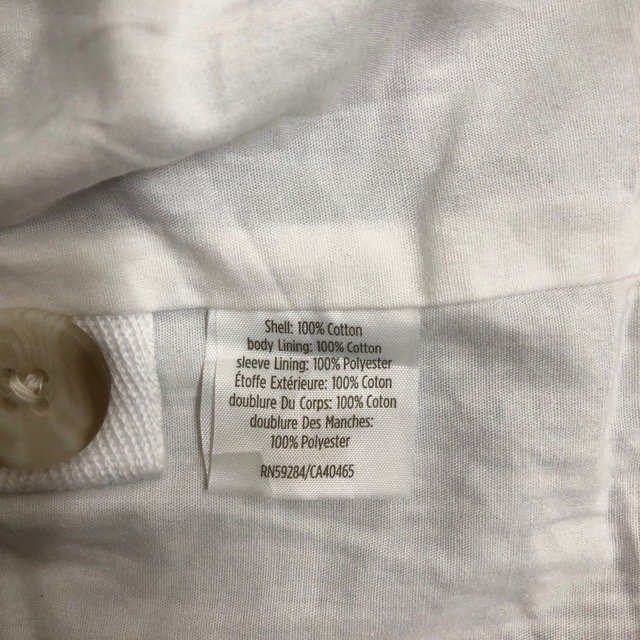 Shell: 100% Cotton
body Lining: 100% Cotton
sleeve Lining: 100% Polyester
Étoffe Extérieure: 100% Coton
doublure Du Corps: 100% Coton
doublure Des Manches:
100% Polyester
RN59284/CA40465